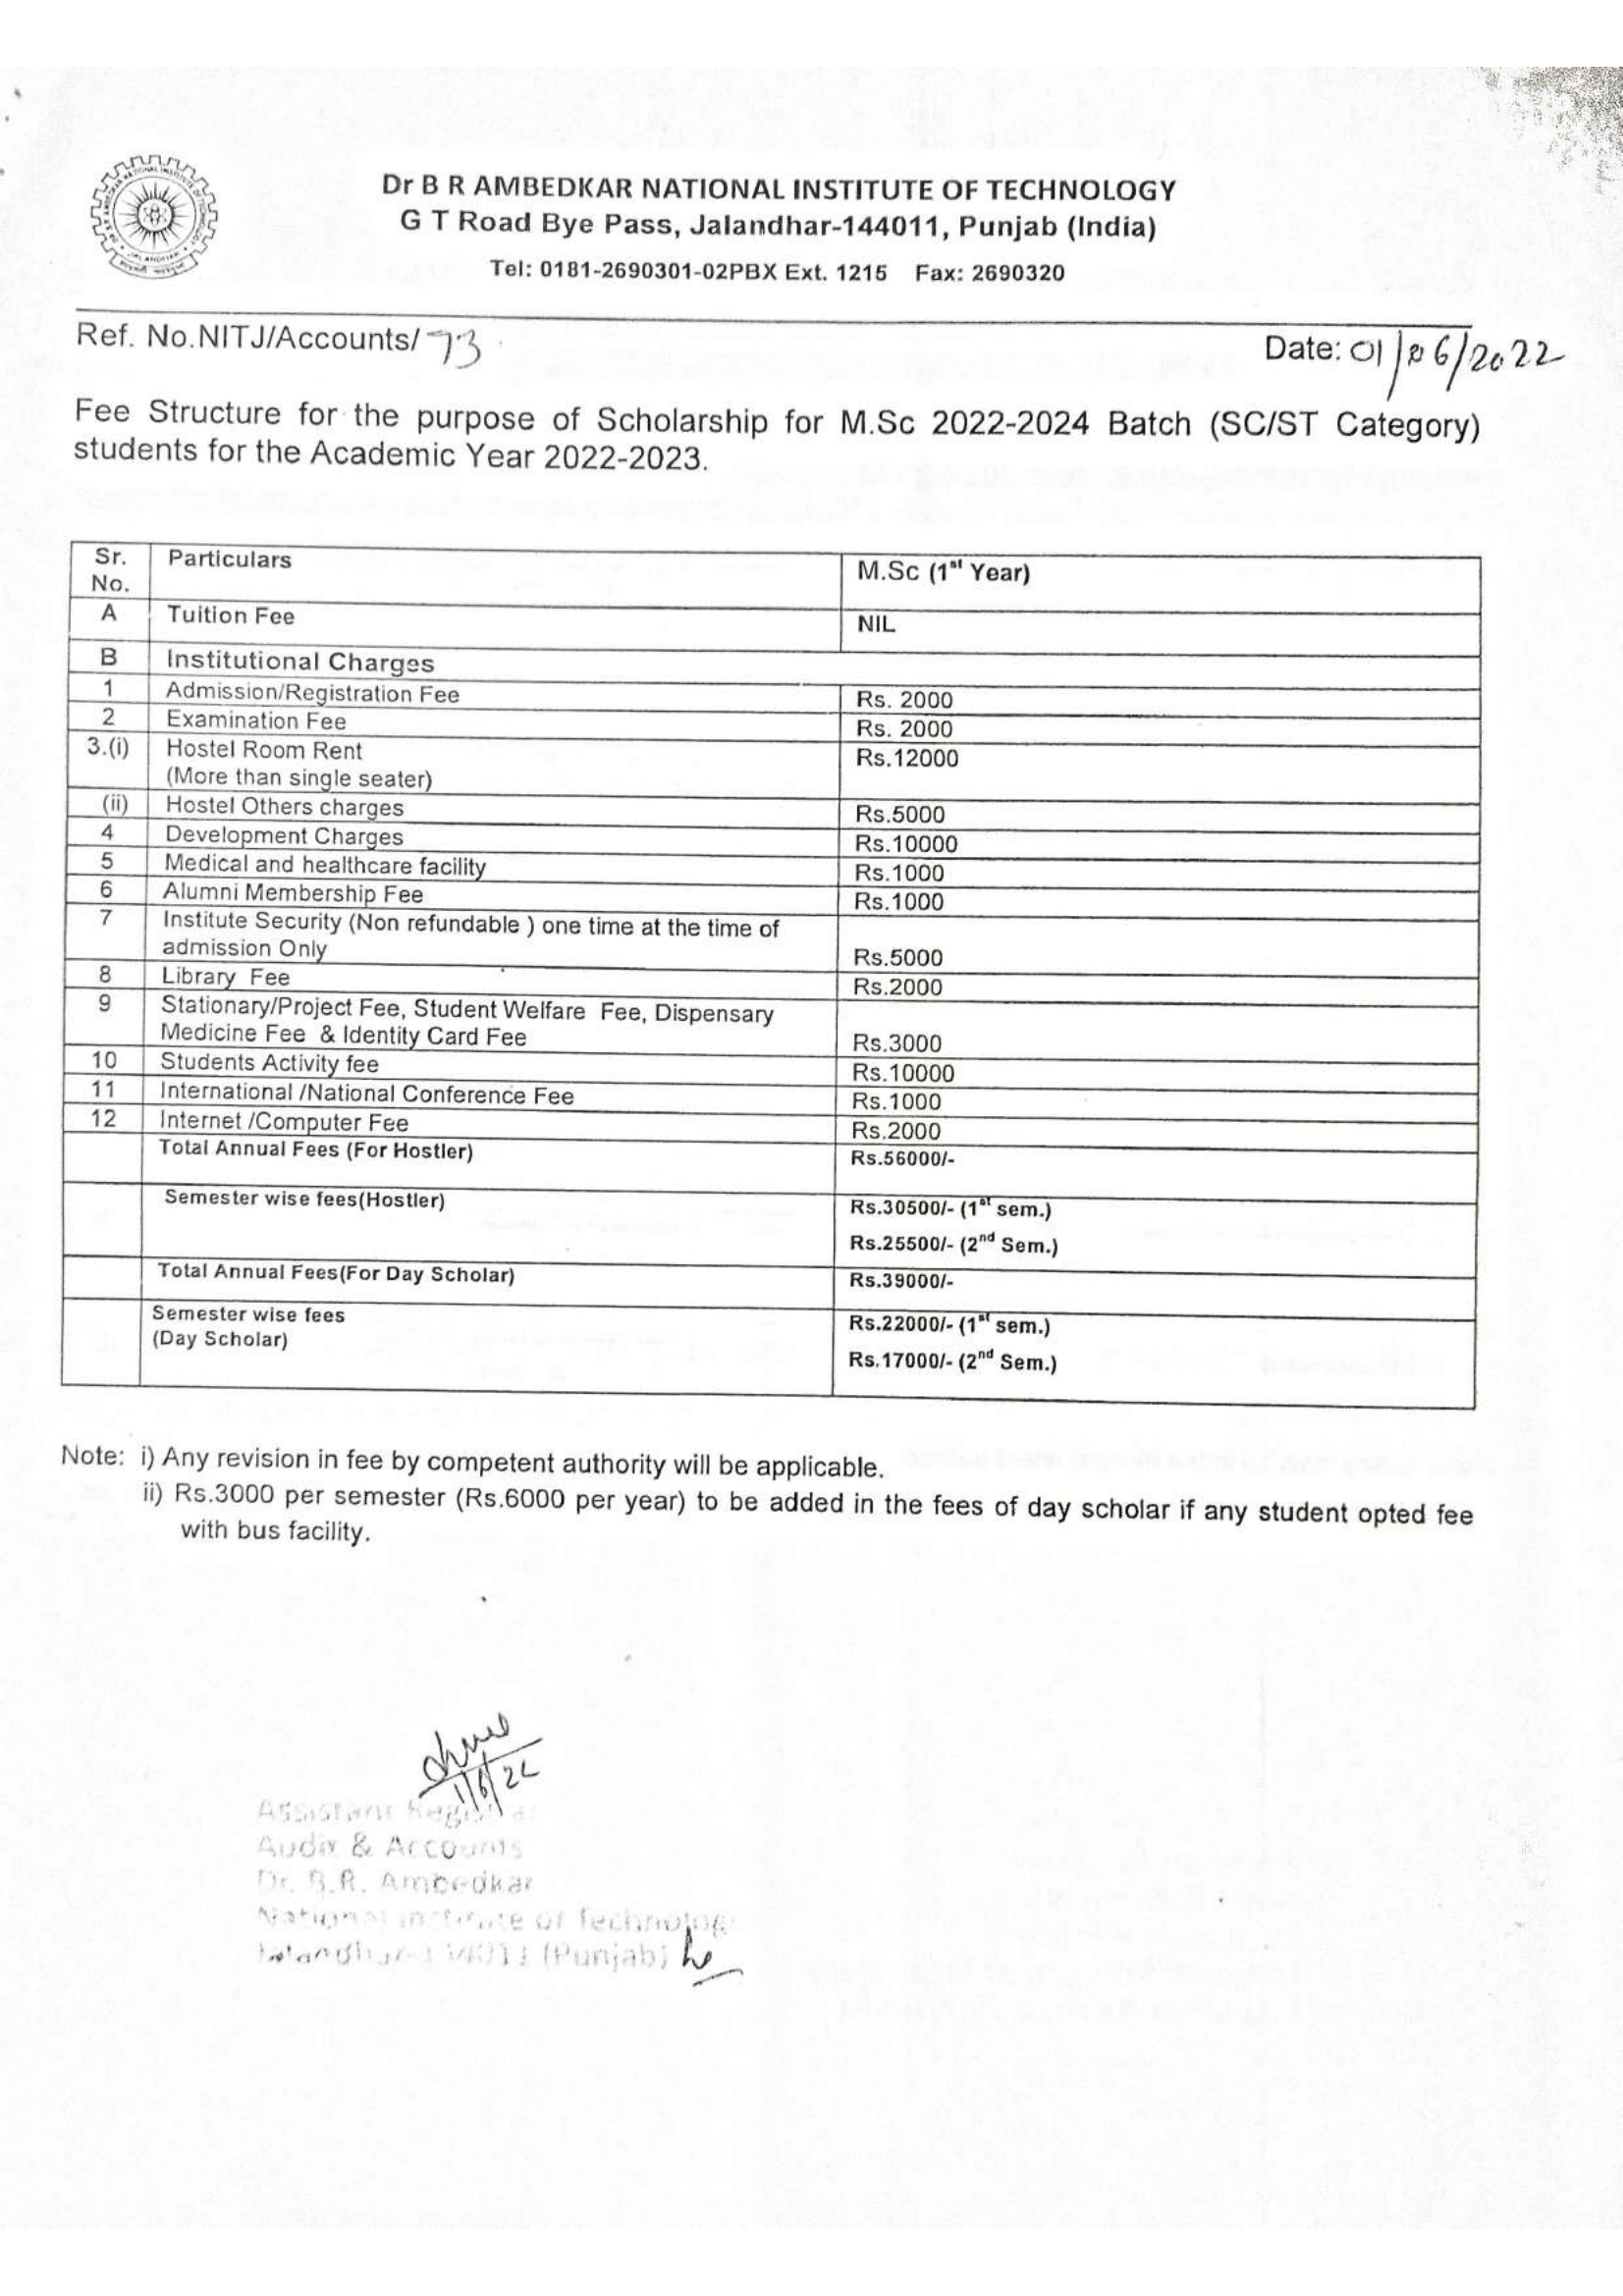 Dr B R AMBEDKAR NATIONAL INSTITUTE OF TECHNOLOGY
G T Road Bye Pass, Jalandhar-144011, Punjab (India)
Tel: 0181-2690301-02PBX Ext. 1215 Fax: 2690320
Ref. No.NITJ/Accounts/73
Date: 01/06/2022
Fee Structure for the purpose of Scholarship for M.Sc 2022-2024 Batch (SC/ST Category)
students for the Academic Year 2022-2023.
Sr. No. Particulars M.Sc (1st Year)
A Tuition Fee NIL
B Institutional Charges
1 Admission/Registration Fee Rs. 2000
2 Examination Fee Rs. 2000
3.(i) Hostel Room Rent Rs.12000
(More than single seater)
(ii) Hostel Others charges Rs.5000
4 Development Charges Rs.10000
5 Medical and healthcare facility Rs.1000
6 Alumni Membership Fee Rs.1000
7 Institute Security (Non refundable ) one time at the time of
admission Only Rs.5000
8 Library Fee Rs.2000
9 Stationary/Project Fee, Student Welfare Fee, Dispensary
Medicine Fee & Identity Card Fee Rs.3000
10 Students Activity fee Rs.10000
11 International /National Conference Fee Rs.1000
12 Internet /Computer Fee Rs.2000
Total Annual Fees (For Hostler) Rs.56000/-
Semester wise fees(Hostler) Rs.30500/- (1st sem.)
Rs.25500/- (2nd Sem.)
Total Annual Fees(For Day Scholar) Rs.39000/-
Semester wise fees Rs.22000/- (1st sem.)
(Day Scholar)
Rs.17000/- (2nd Sem.)
Note: i) Any revision in fee by competent authority will be applicable.
ii) Rs.3000 per semester (Rs.6000 per year) to be added in the fees of day scholar if any student opted fee
with bus facility.
1/6/22
Assistant Registrar
Audit & Accounts
Dr. B.R. Ambedkar
National Institute of Technology
(Punjab)